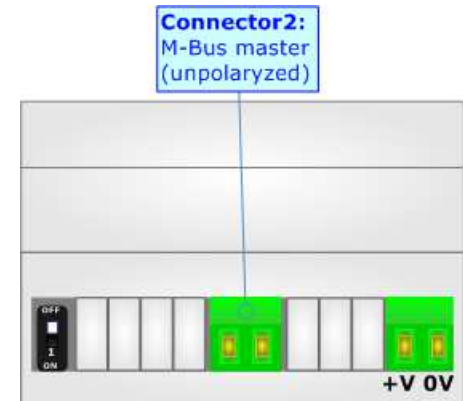 Connector2:
M-Bus master
(unpolaryzed)
OFF
1
ON
+V 0V